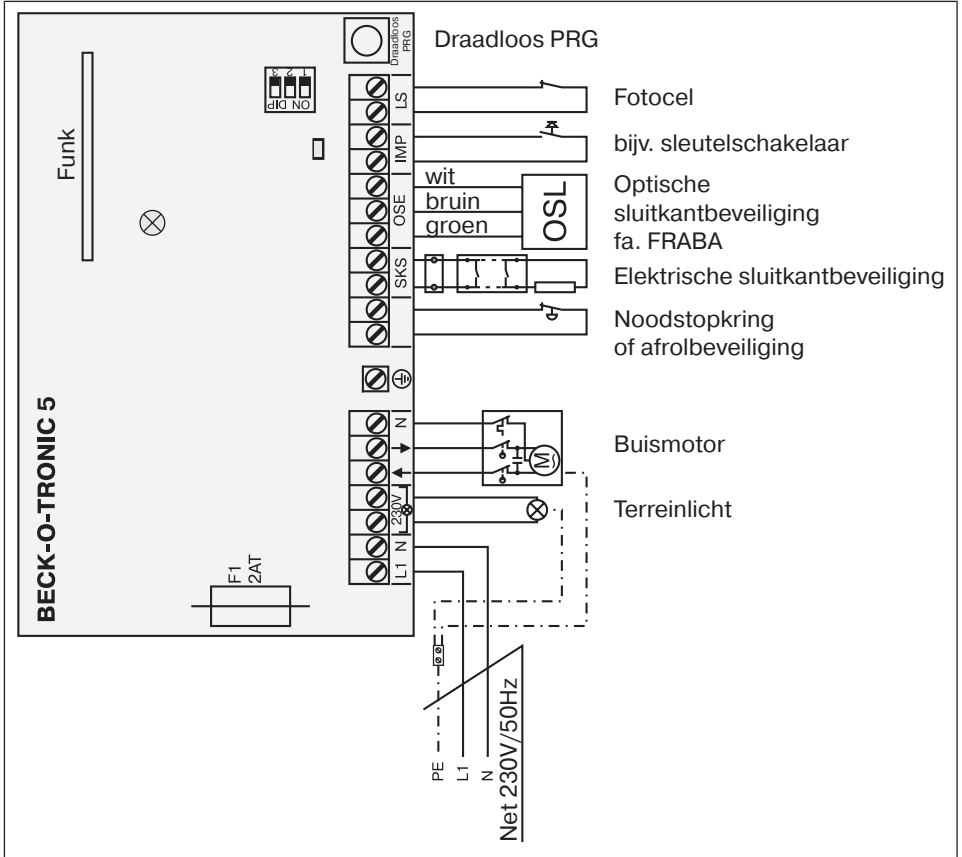 Draadloos PRG
Draadloos
PRG
Funk
1 2 3
ON DIP
LS
Fotocel
IMP
bijv. sleutelschakelaar
OSE
wit
bruin
groen
OSL
Optische
sluitkantbeveiliging
fa. FRABA
SKS
Elektrische sluitkantbeveiliging
Noodstopkring
of afrolbeveiliging
BECK-O-TRONIC 5
N
M
Buismotor
230V
Terreinlicht
N
L1
F1
2AT
PE
L1
N
Net 230V/50Hz